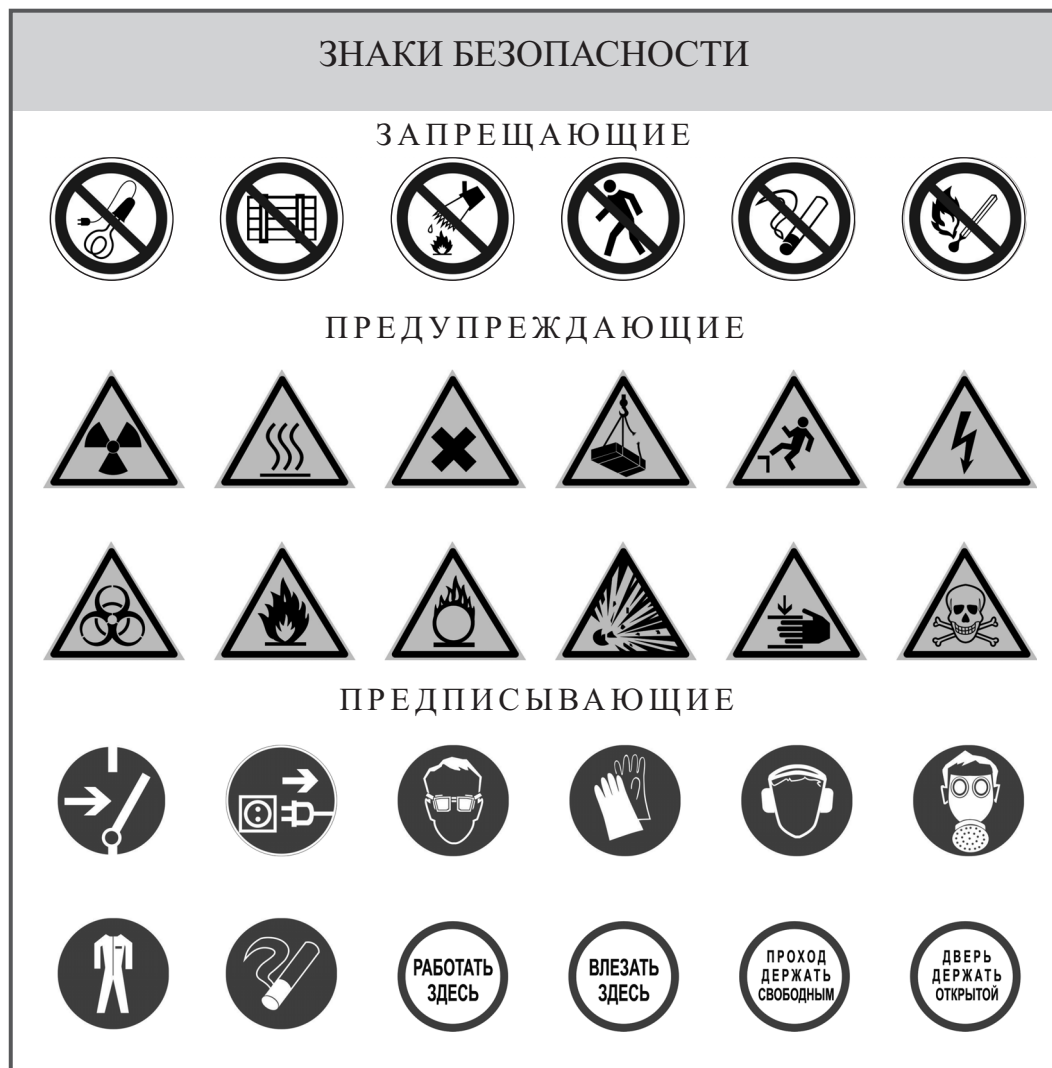 ЗНАКИ БЕЗОПАСНОСТИ
ЗАПРЕЩАЮЩИЕ
ПРЕДУПРЕЖДАЮЩИЕ
ПРЕДПИСЫВАЮЩИЕ
РАБОТАТЬ
ЗДЕСЬ
ВЛЕЗАТЬ
ЗДЕСЬ
ПРОХОД
ДЕРЖАТЬ
СВОБОДНЫМ
ДВЕРЬ
ДЕРЖАТЬ
ОТКРЫТОЙ